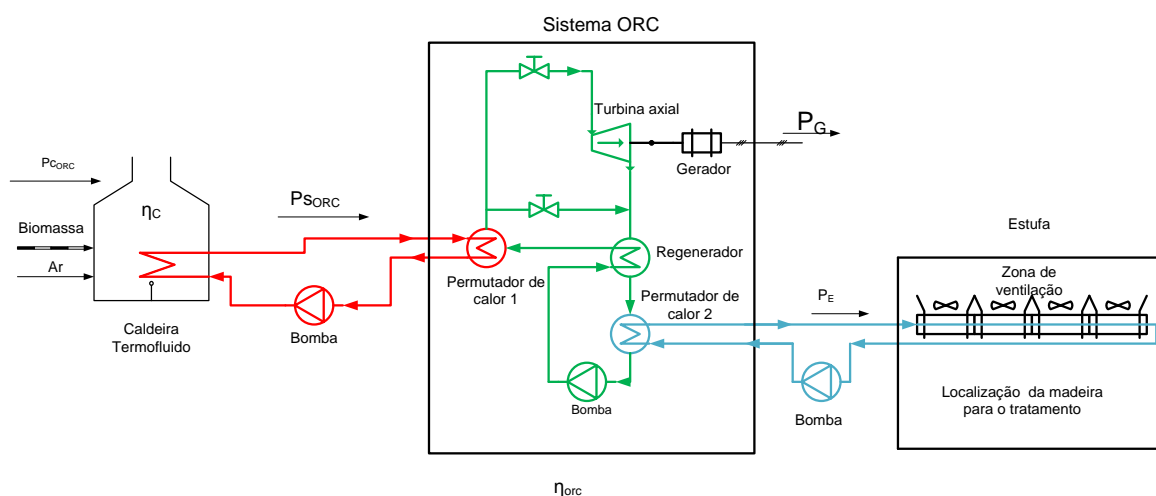 Sistema ORC
Turbina axial
P_G
Gerador
Pc_ORC
η_C
Ps_ORC
Biomassa
Ar
Estufa
Regenerador
Zona de
ventilação
Permutador de
calor 1
Permutador de
calor 2
P_E
Caldeira
Termofluido
Bomba
Bomba
Bomba
Localização da madeira
para o tratamento
η_orc